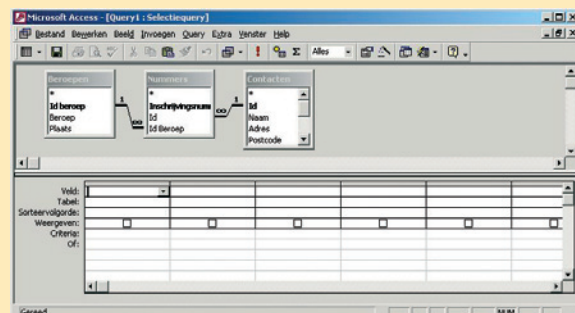 Microsoft Access - [Query1 : Selectiequery]
Bestand Bewerken Beeld Invoegen Query Extra Venster Help
Alles
Beroepen
*
Id beroep
Beroep
Plaats
1
∞
Nummers
*
Inschrijvingsnum
Id
Id Beroep
∞
1
Contacten
*
Id
Naam
Adres
Postcode
Veld:
Tabel:
Sorteervolgorde:
Weergeven:
Criteria:
Of:
Gereed
NUM